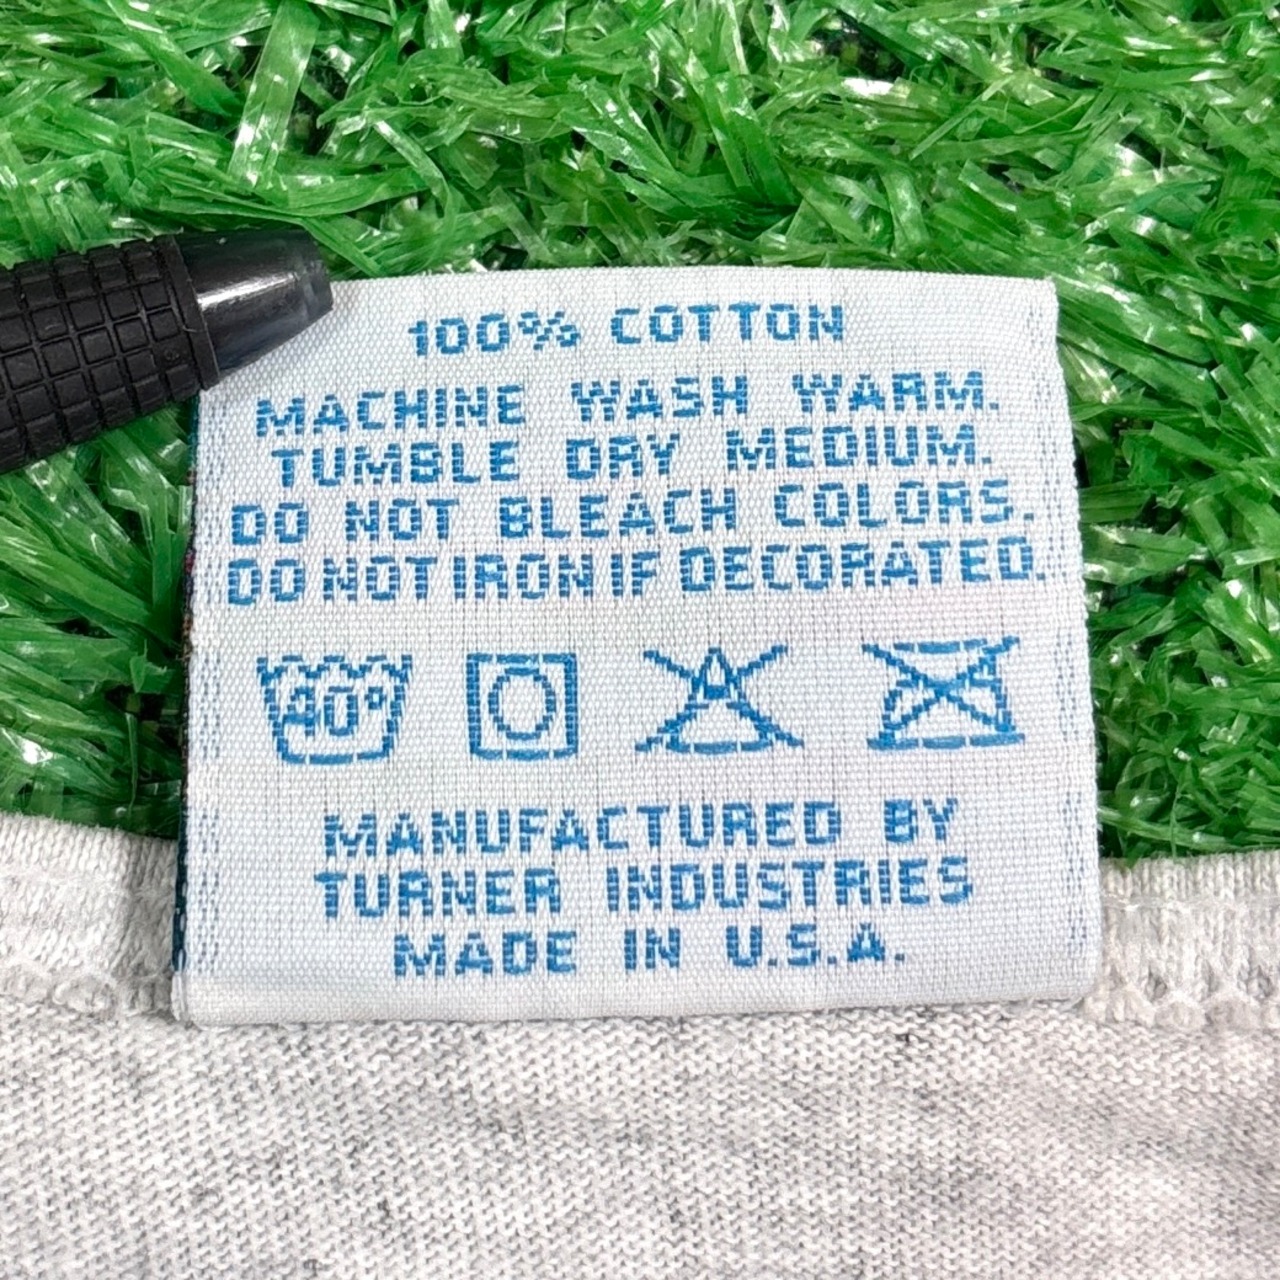 100% COTTON
MACHINE WASH WARM.
TUMBLE DRY MEDIUM.
DO NOT BLEACH COLORS.
DO NOT IRON IF DECORATED.
40°
MANUFACTURED BY
TURNER INDUSTRIES
MADE IN U.S.A.